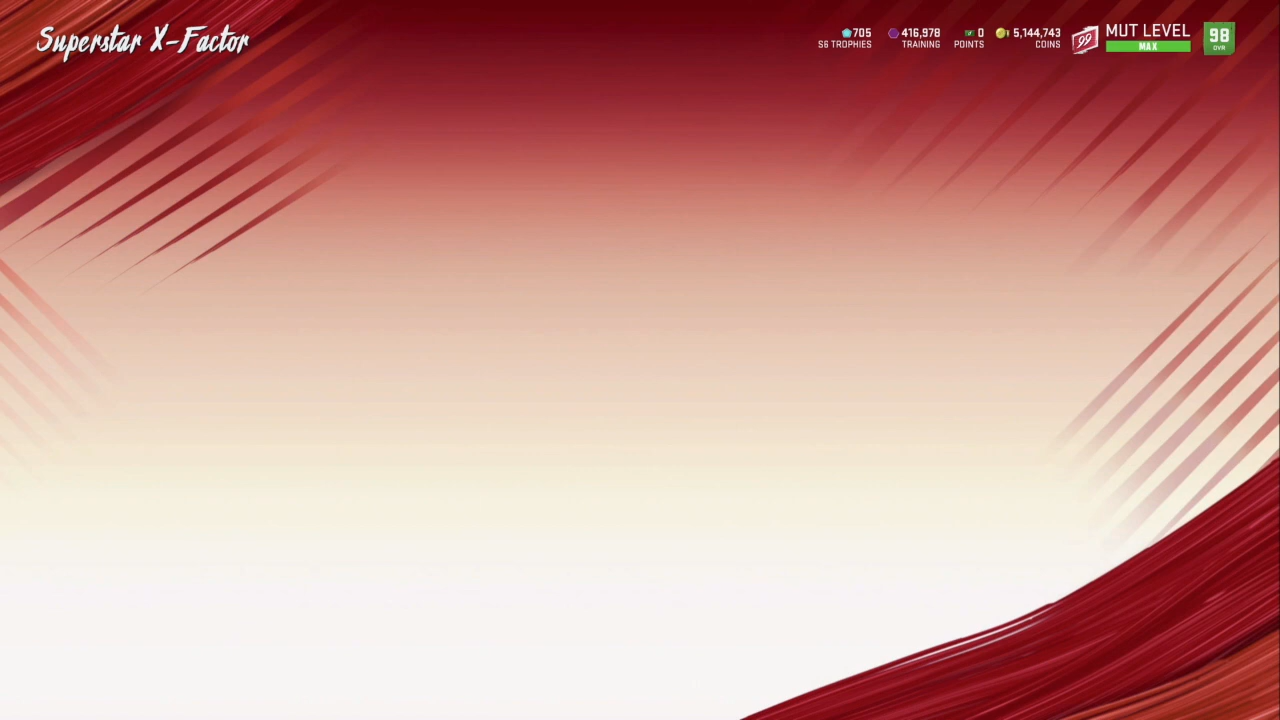 Superstar X-Factor
705
S6 TROPHIES
416,978
TRAINING
0
POINTS
5,144,743
COINS
99
MUT LEVEL
MAX
98
OVR